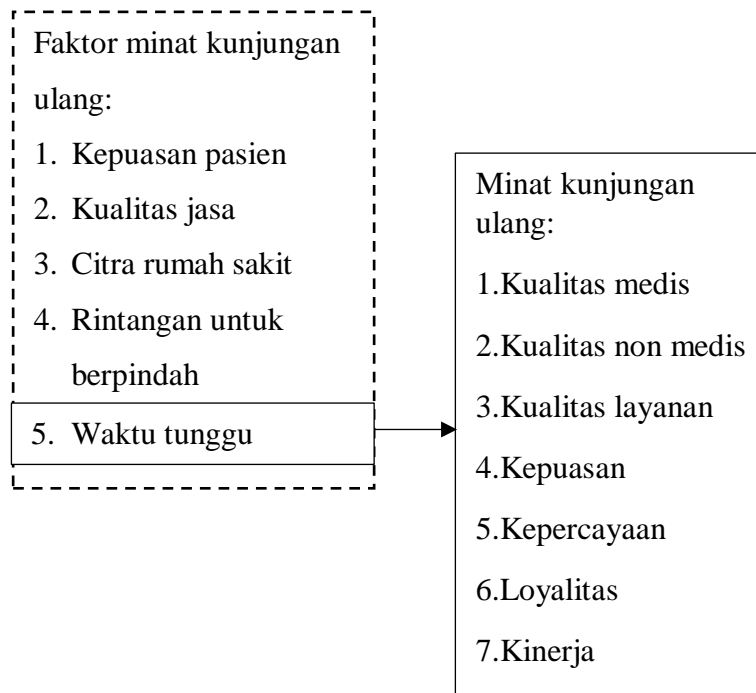 Faktor minat kunjungan
ulang:
1. Kepuasan pasien
2. Kualitas jasa
3. Citra rumah sakit
4. Rintangan untuk
berpindah
5. Waktu tunggu
Minat kunjungan
ulang:
1.Kualitas medis
2.Kualitas non medis
3.Kualitas layanan
4.Kepuasan
5.Kepercayaan
6.Loyalitas
7.Kinerja